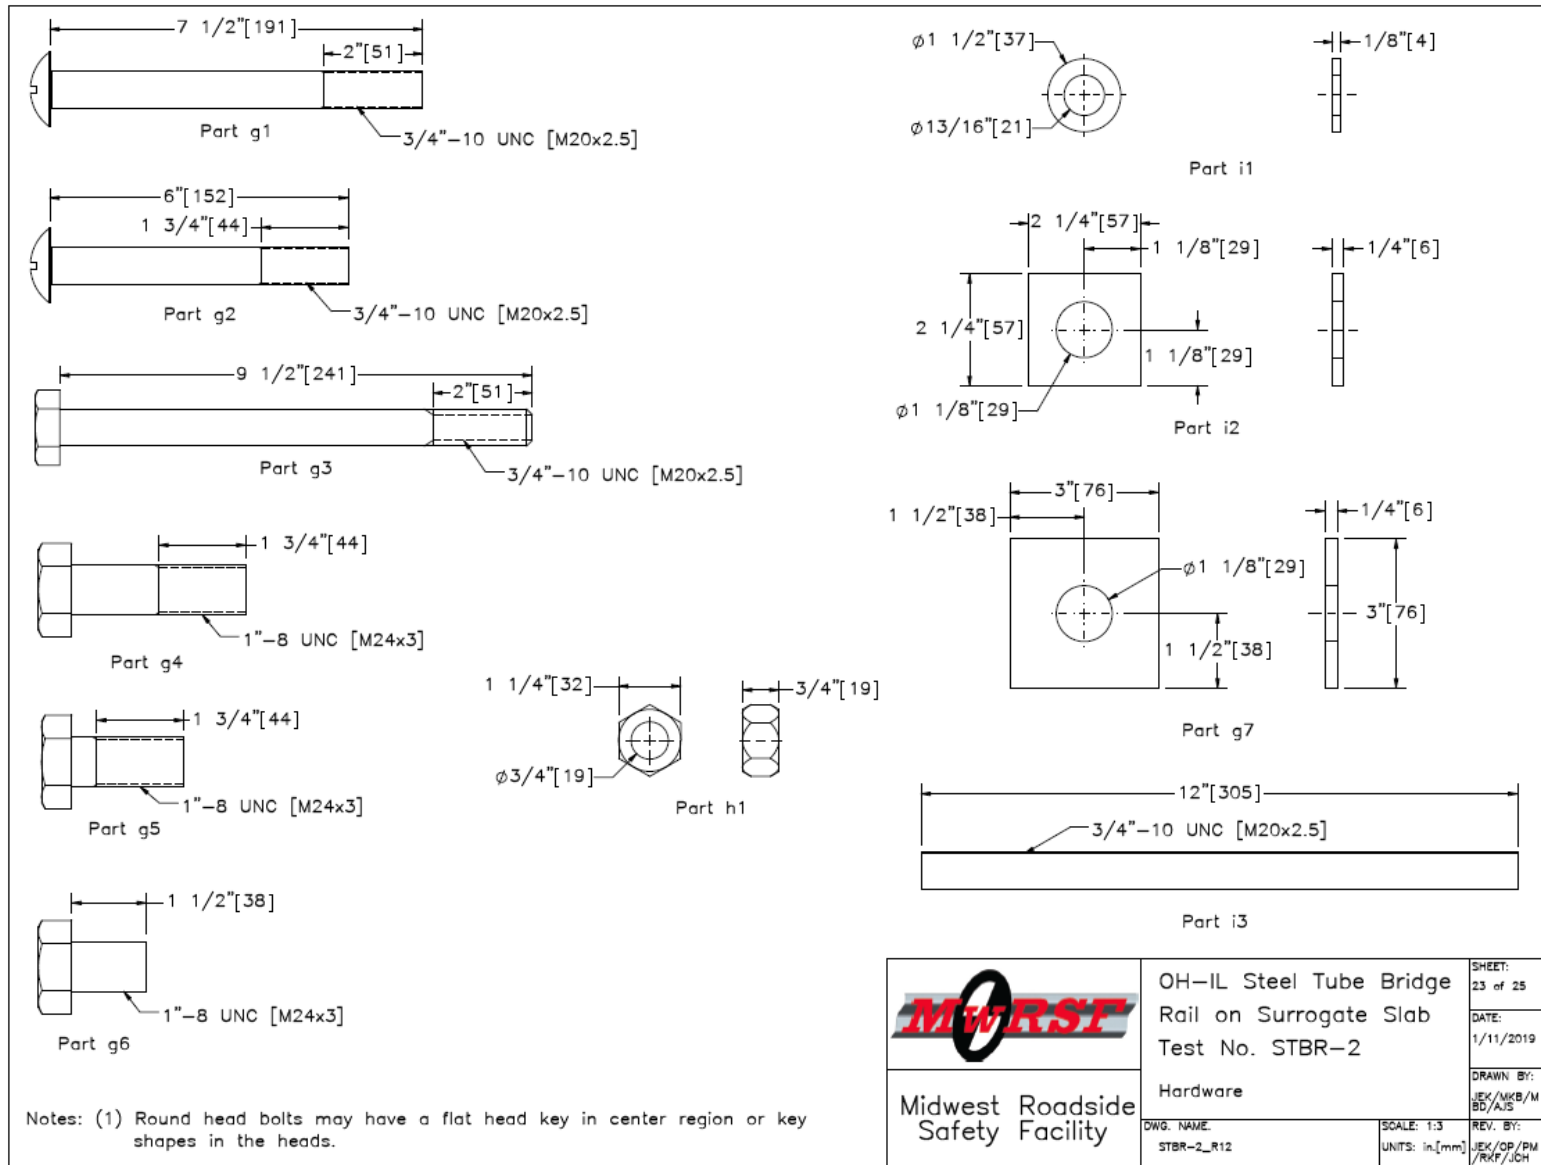 7 1/2"[191]
2"[51]
Part g1
3/4"-10 UNC [M20x2.5]
6"[152]
1 3/4"[44]
Part g2
3/4"-10 UNC [M20x2.5]
9 1/2"[241]
2"[51]
Part g3
3/4"-10 UNC [M20x2.5]
1 3/4"[44]
1"-8 UNC [M24x3]
Part g4
1 3/4"[44]
1"-8 UNC [M24x3]
Part g5
1 1/2"[38]
1"-8 UNC [M24x3]
Part g6
1 1/4"[32]
3/4"[19]
ø3/4"[19]
Part h1
ø1 1/2"[37]
1/8"[4]
ø13/16"[21]
Part i1
2 1/4"[57]
1 1/8"[29]
1/4"[6]
2 1/4"[57]
1 1/8"[29]
ø1 1/8"[29]
Part i2
3"[76]
1 1/2"[38]
1/4"[6]
ø1 1/8"[29]
3"[76]
1 1/2"[38]
Part g7
12"[305]
3/4"-10 UNC [M20x2.5]
Part i3
Notes: (1) Round head bolts may have a flat head key in center region or key
shapes in the heads.
MwRSF
Midwest Roadside
Safety Facility
OH-IL Steel Tube Bridge
Rail on Surrogate Slab
Test No. STBR-2
Hardware
DWG. NAME.
STBR-2_R12
SCALE: 1:3
UNITS: in.[mm]
SHEET:
23 of 25
DATE:
1/11/2019
DRAWN BY:
JEK/MKB/M
BD/AJS
REV. BY:
JEK/OP/PM
/RKF/JCH